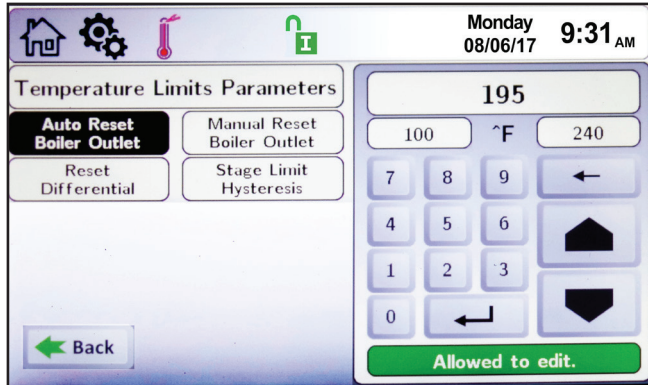 Monday
08/06/17
9:31 AM
I
Temperature Limits Parameters
Auto Reset
Boiler Outlet
Manual Reset
Boiler Outlet
Reset
Differential
Stage Limit
Hysteresis
Back
195
100 °F 240
7 8 9
4 5 6
1 2 3
0
Allowed to edit.